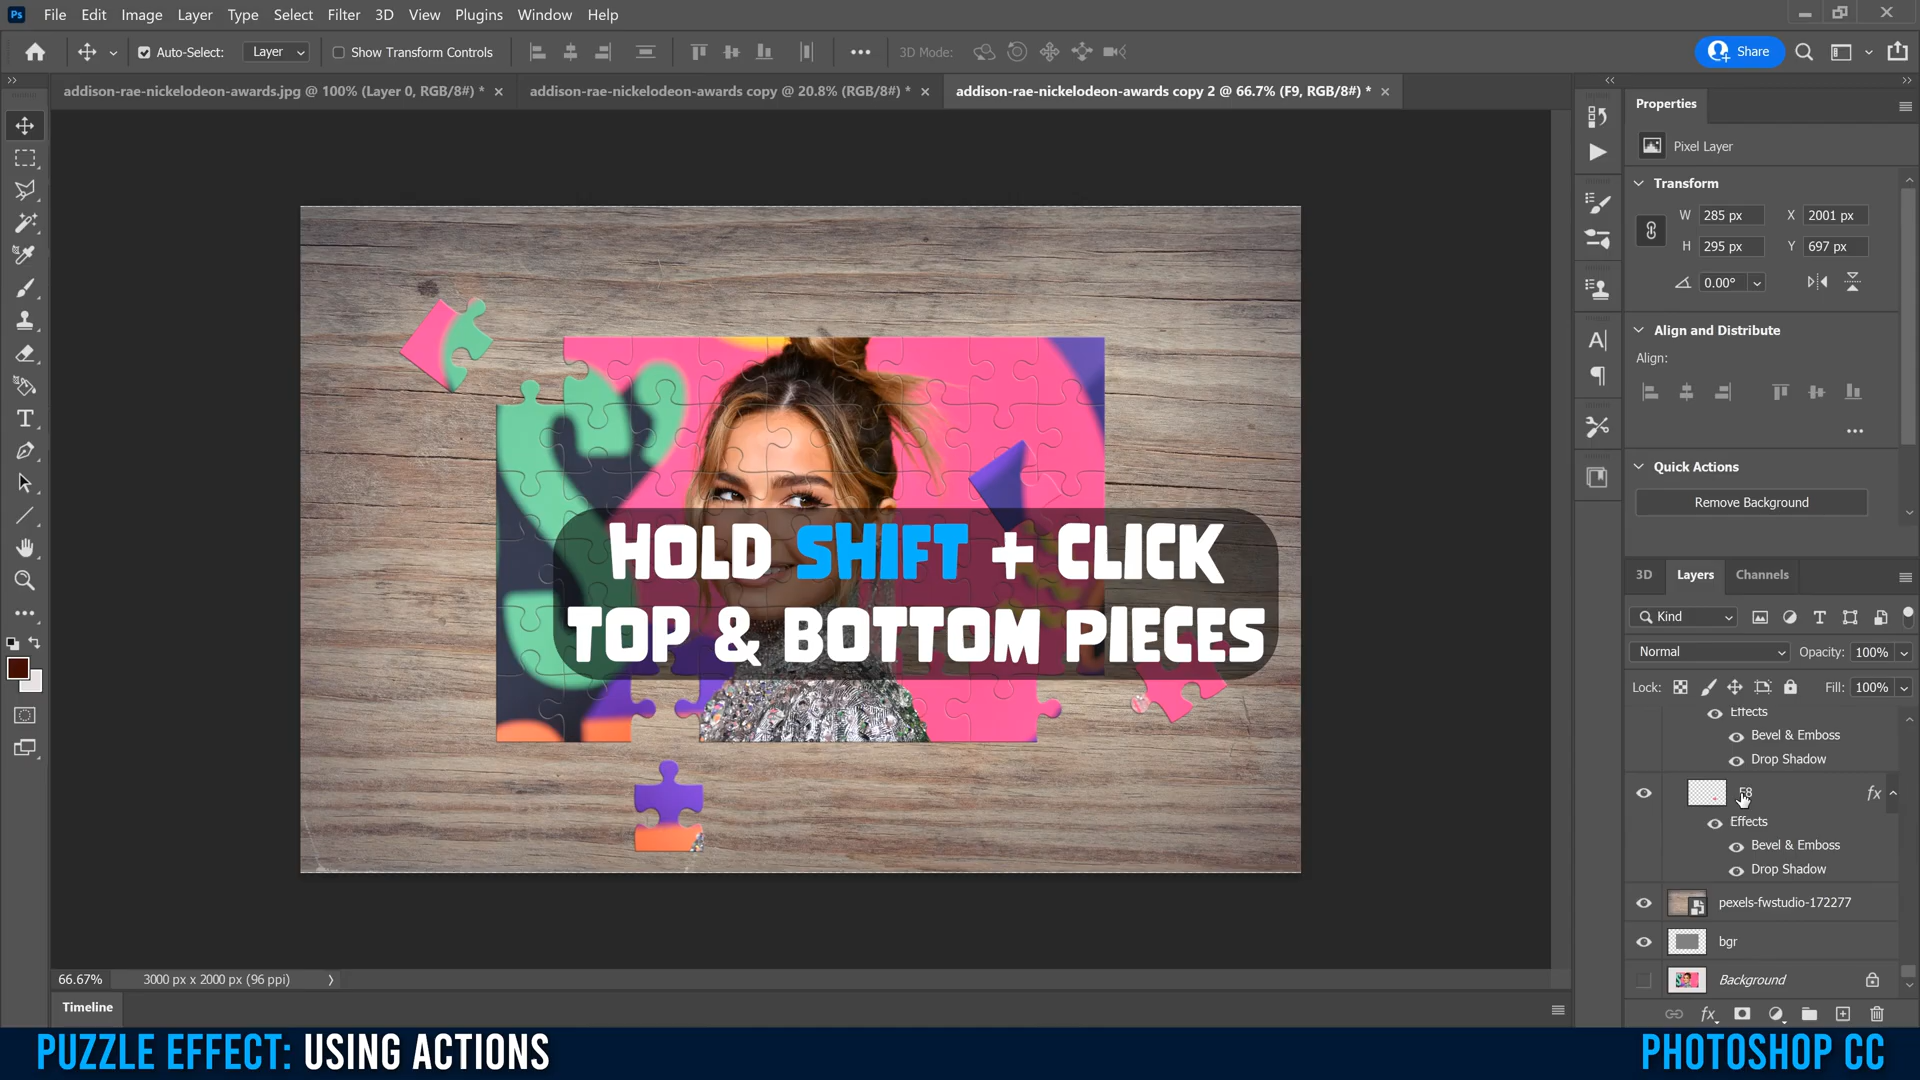 Ps File Edit Image Layer Type Select Filter 3D View Plugins Window Help
Auto-Select: Layer Show Transform Controls 3D Mode: Share
addison-rae-nickelodeon-awards.jpg @ 100% (Layer 0, RGB/8#) *
addison-rae-nickelodeon-awards copy @ 20.8% (RGB/8#) *
addison-rae-nickelodeon-awards copy 2 @ 66.7% (F9, RGB/8#) *
Properties
Pixel Layer
Transform
W 285 px X 2001 px
H 295 px Y 697 px
0.00°
Align and Distribute
Align:
Quick Actions
Remove Background
HOLD SHIFT + CLICK
TOP & BOTTOM PIECES
3D Layers Channels
Kind
Normal Opacity: 100%
Lock: Fill: 100%
Effects
Bevel & Emboss
Drop Shadow
F8 fx
Effects
Bevel & Emboss
Drop Shadow
pexels-fwstudio-172277
bgr
Background
66.67% 3000 px x 2000 px (96 ppi)
Timeline
fx
PUZZLE EFFECT: USING ACTIONS
PHOTOSHOP CC